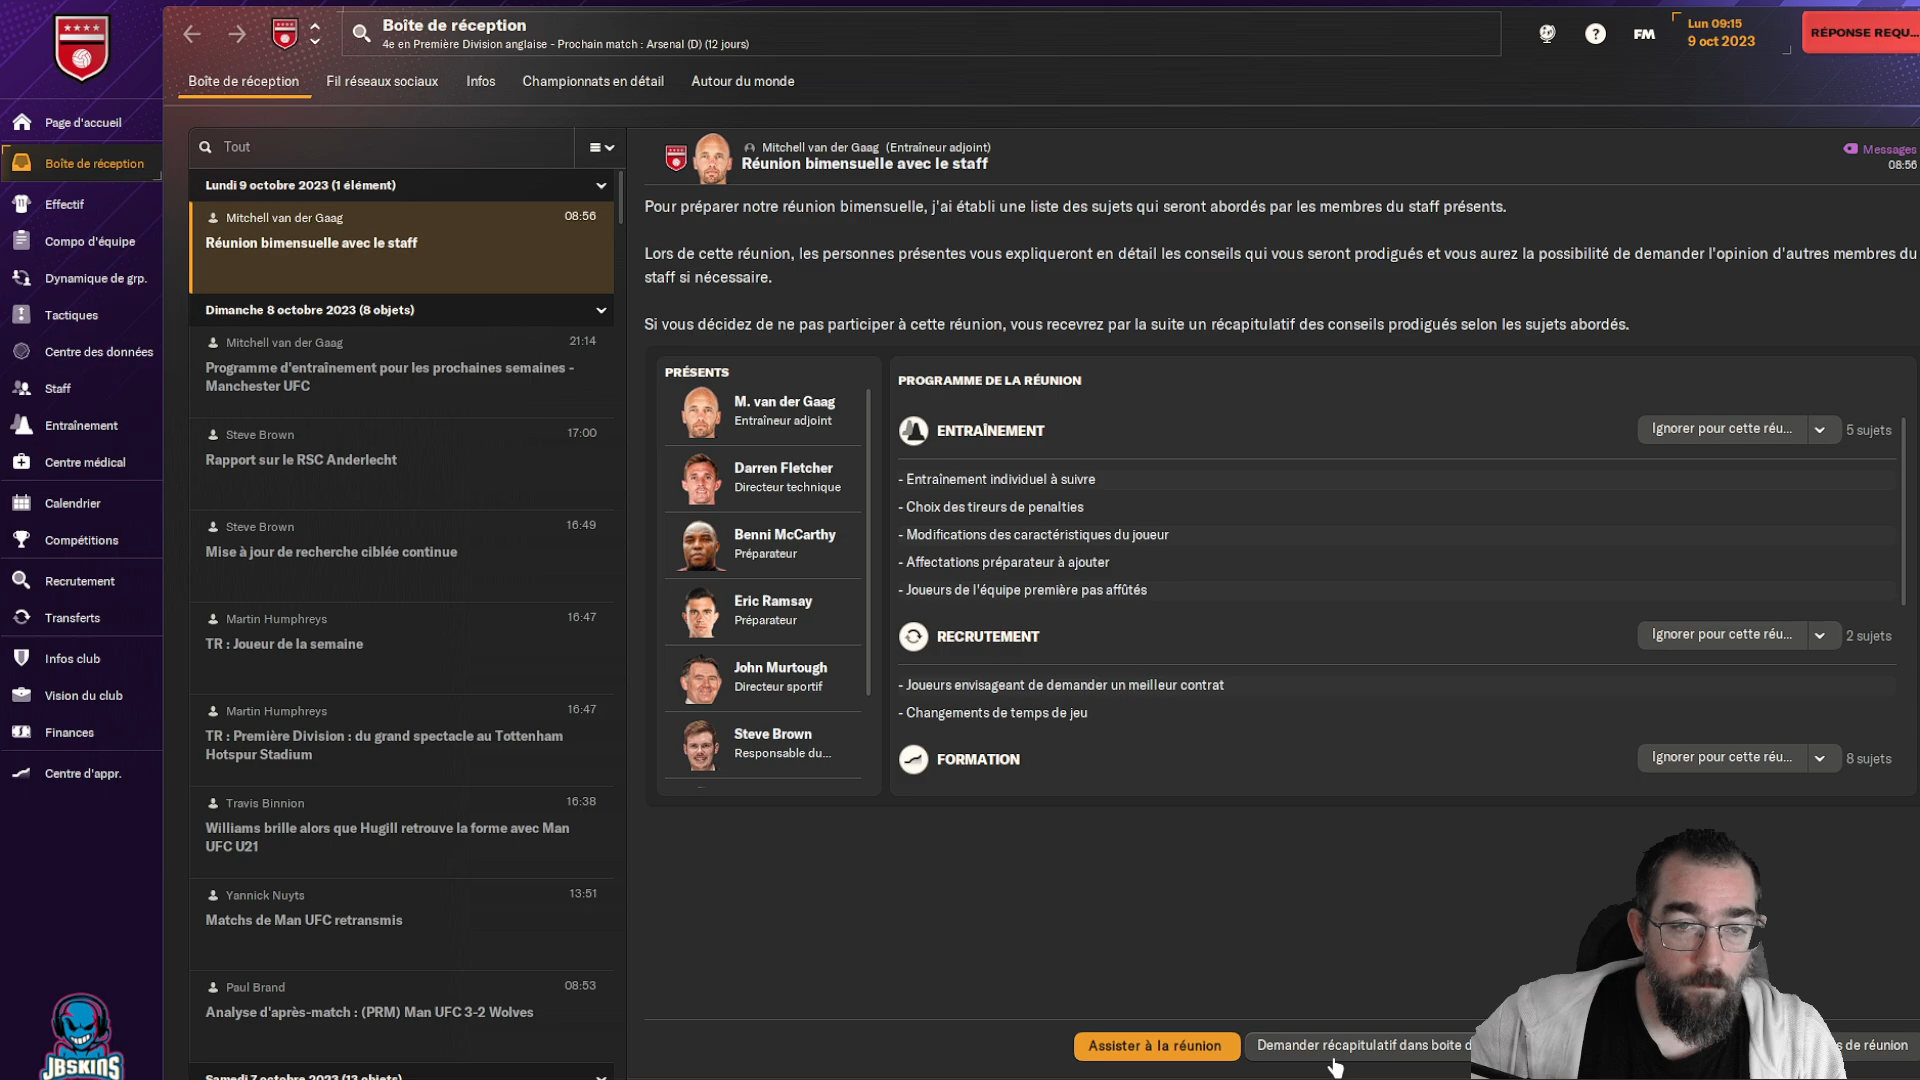 Boîte de réception
4e en Première Division anglaise - Prochain match : Arsenal (D) (12 jours)
FM
Lun 09:15
9 oct 2023
RÉPONSE REQU...
Boîte de réception
Fil réseaux sociaux
Infos
Championnats en détail
Autour du monde
Page d'accueil
Boîte de réception
Effectif
Compo d'équipe
Dynamique de grp.
Tactiques
Centre des données
Staff
Entraînement
Centre médical
Calendrier
Compétitions
Recrutement
Transferts
Infos club
Vision du club
Finances
Centre d'appr.
JBSKINS
Tout
Lundi 9 octobre 2023 (1 élément)
Mitchell van der Gaag 08:56
Réunion bimensuelle avec le staff
Dimanche 8 octobre 2023 (8 objets)
Mitchell van der Gaag 21:14
Programme d'entraînement pour les prochaines semaines -
Manchester UFC
Steve Brown 17:00
Rapport sur le RSC Anderlecht
Steve Brown 16:49
Mise à jour de recherche ciblée continue
Martin Humphreys 16:47
TR : Joueur de la semaine
Martin Humphreys 16:47
TR : Première Division : du grand spectacle au Tottenham
Hotspur Stadium
Travis Binnion 16:38
Williams brille alors que Hugill retrouve la forme avec Man
UFC U21
Yannick Nuyts 13:51
Matchs de Man UFC retransmis
Paul Brand 08:53
Analyse d'après-match : (PRM) Man UFC 3-2 Wolves
Samedi 7 octobre 2023 (13 objets)
Mitchell van der Gaag (Entraîneur adjoint)
Réunion bimensuelle avec le staff
Messages
08:56
Pour préparer notre réunion bimensuelle, j'ai établi une liste des sujets qui seront abordés par les membres du staff présents.
Lors de cette réunion, les personnes présentes vous expliqueront en détail les conseils qui vous seront prodigués et vous aurez la possibilité de demander l'opinion d'autres membres du
staff si nécessaire.
Si vous décidez de ne pas participer à cette réunion, vous recevrez par la suite un récapitulatif des conseils prodigués selon les sujets abordés.
PRÉSENTS
M. van der Gaag
Entraîneur adjoint
Darren Fletcher
Directeur technique
Benni McCarthy
Préparateur
Eric Ramsay
Préparateur
John Murtough
Directeur sportif
Steve Brown
Responsable du...
PROGRAMME DE LA RÉUNION
ENTRAÎNEMENT
Ignorer pour cette réu... 5 sujets
- Entraînement individuel à suivre
- Choix des tireurs de penalties
- Modifications des caractéristiques du joueur
- Affectations préparateur à ajouter
- Joueurs de l'équipe première pas affûtés
RECRUTEMENT
Ignorer pour cette réu... 2 sujets
- Joueurs envisageant de demander un meilleur contrat
- Changements de temps de jeu
FORMATION
Ignorer pour cette réu... 8 sujets
Assister à la réunion
Demander récapitulatif dans boite d
de réunion